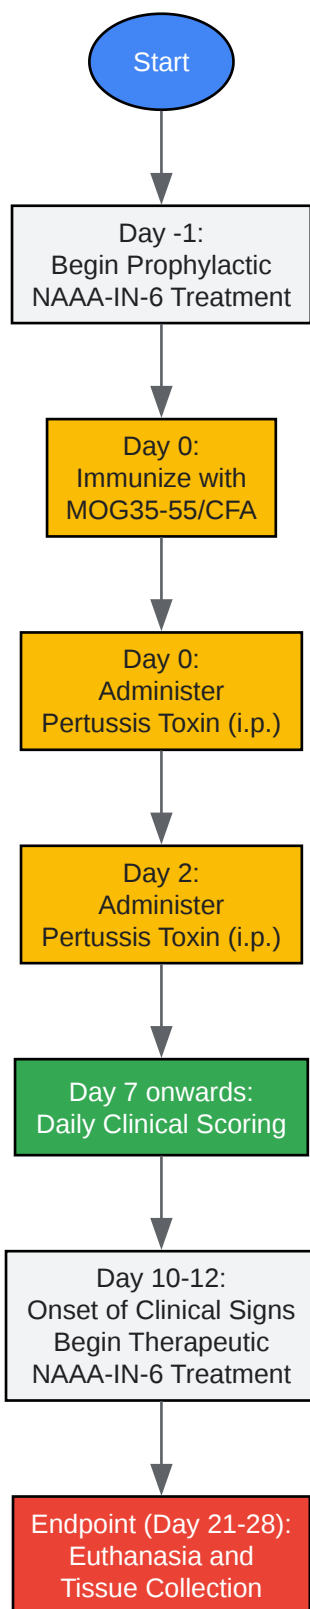 Start
Day -1:
Begin Prophylactic
NAAA-IN-6 Treatment
Day 0:
Immunize with
MOG35-55/CFA
Day 0:
Administer
Pertussis Toxin (i.p.)
Day 2:
Administer
Pertussis Toxin (i.p.)
Day 7 onwards:
Daily Clinical Scoring
Day 10-12:
Onset of Clinical Signs
Begin Therapeutic
NAAA-IN-6 Treatment
Endpoint (Day 21-28):
Euthanasia and
Tissue Collection